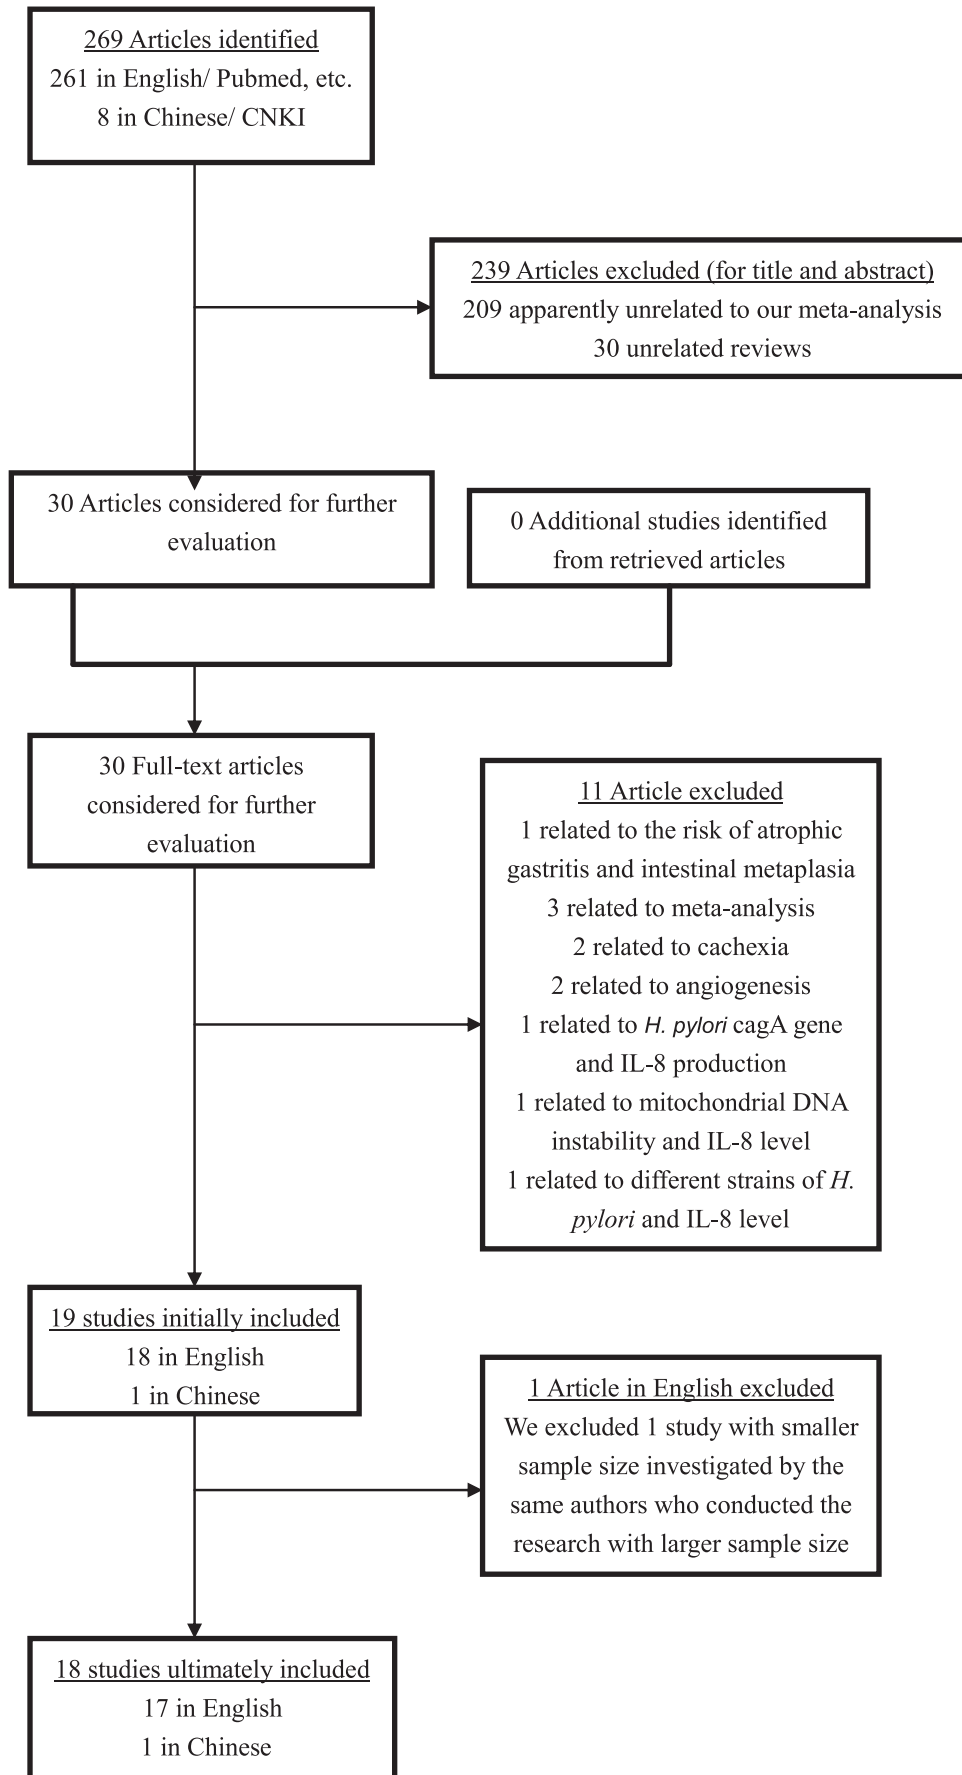 269 Articles identified
261 in English/ Pubmed, etc.
8 in Chinese/ CNKI
239 Articles excluded (for title and abstract)
209 apparently unrelated to our meta-analysis
30 unrelated reviews
30 Articles considered for further
evaluation
0 Additional studies identified
from retrieved articles
30 Full-text articles
considered for further
evaluation
11 Article excluded
1 related to the risk of atrophic
gastritis and intestinal metaplasia
3 related to meta-analysis
2 related to cachexia
2 related to angiogenesis
1 related to H. pylori cagA gene
and IL-8 production
1 related to mitochondrial DNA
instability and IL-8 level
1 related to different strains of H.
pylori and IL-8 level
19 studies initially included
18 in English
1 in Chinese
1 Article in English excluded
We excluded 1 study with smaller
sample size investigated by the
same authors who conducted the
research with larger sample size
18 studies ultimately included
17 in English
1 in Chinese